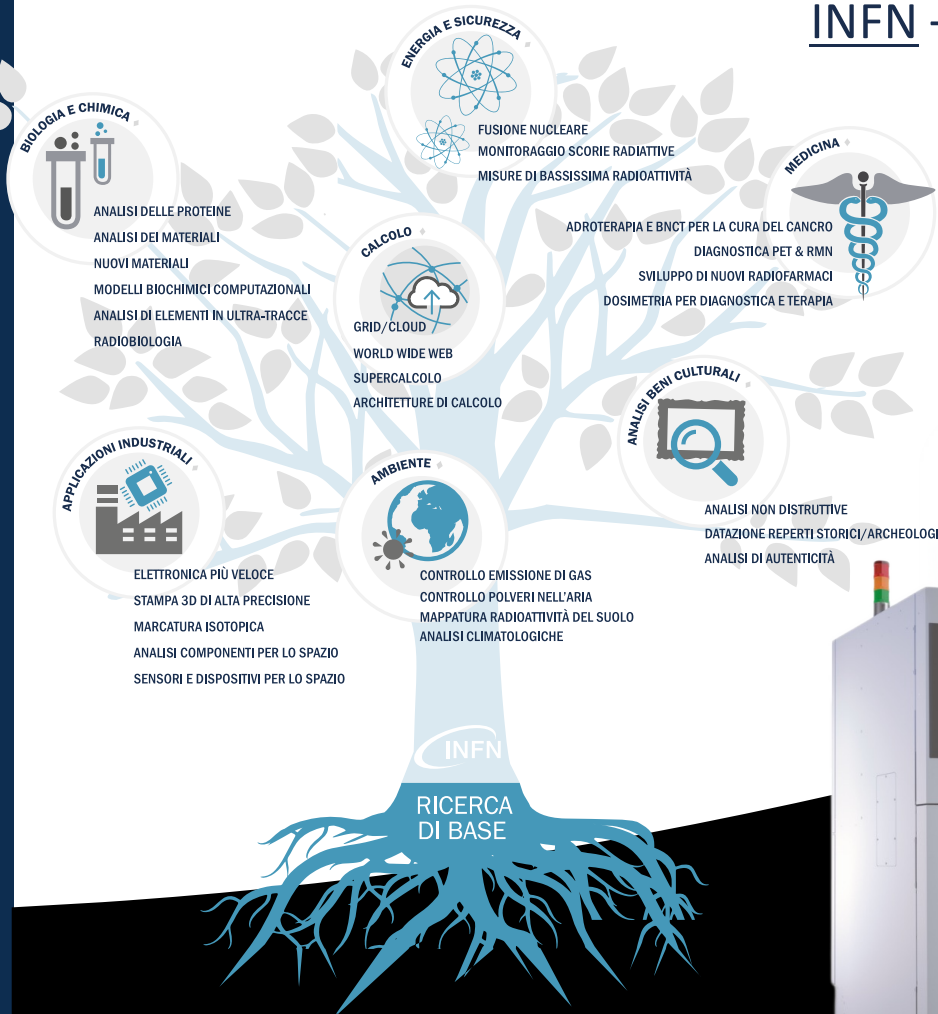 INFN -
ENERGIA E SICUREZZA
FUSIONE NUCLEARE
MONITORAGGIO SCORIE RADIATTIVE
MISURE DI BASSISSIMA RADIOATTIVITÀ
BIOLOGIA E CHIMICA
ANALISI DELLE PROTEINE
ANALISI DEI MATERIALI
NUOVI MATERIALI
MODELLI BIOCHIMICI COMPUTAZIONALI
ANALISI DI ELEMENTI IN ULTRA-TRACCE
RADIOBIOLOGIA
MEDICINA
ADROTERAPIA E BNCT PER LA CURA DEL CANCRO
DIAGNOSTICA PET & RMN
SVILUPPO DI NUOVI RADIOFARMACI
DOSIMETRIA PER DIAGNOSTICA E TERAPIA
CALCOLO
GRID/CLOUD
WORLD WIDE WEB
SUPERCALCOLO
ARCHITETTURE DI CALCOLO
ANALISI BENI CULTURALI
ANALISI NON DISTRUTTIVE
DATAZIONE REPERTI STORICI/ARCHEOLOGI
ANALISI DI AUTENTICITÀ
APPLICAZIONI INDUSTRIALI
ELETTRONICA PIÙ VELOCE
STAMPA 3D DI ALTA PRECISIONE
MARCATURA ISOTOPICA
ANALISI COMPONENTI PER LO SPAZIO
SENSORI E DISPOSITIVI PER LO SPAZIO
AMBIENTE
CONTROLLO EMISSIONE DI GAS
CONTROLLO POLVERI NELL'ARIA
MAPPATURA RADIOATTIVITÀ DEL SUOLO
ANALISI CLIMATOLOGICHE
INFN
RICERCA
DI BASE